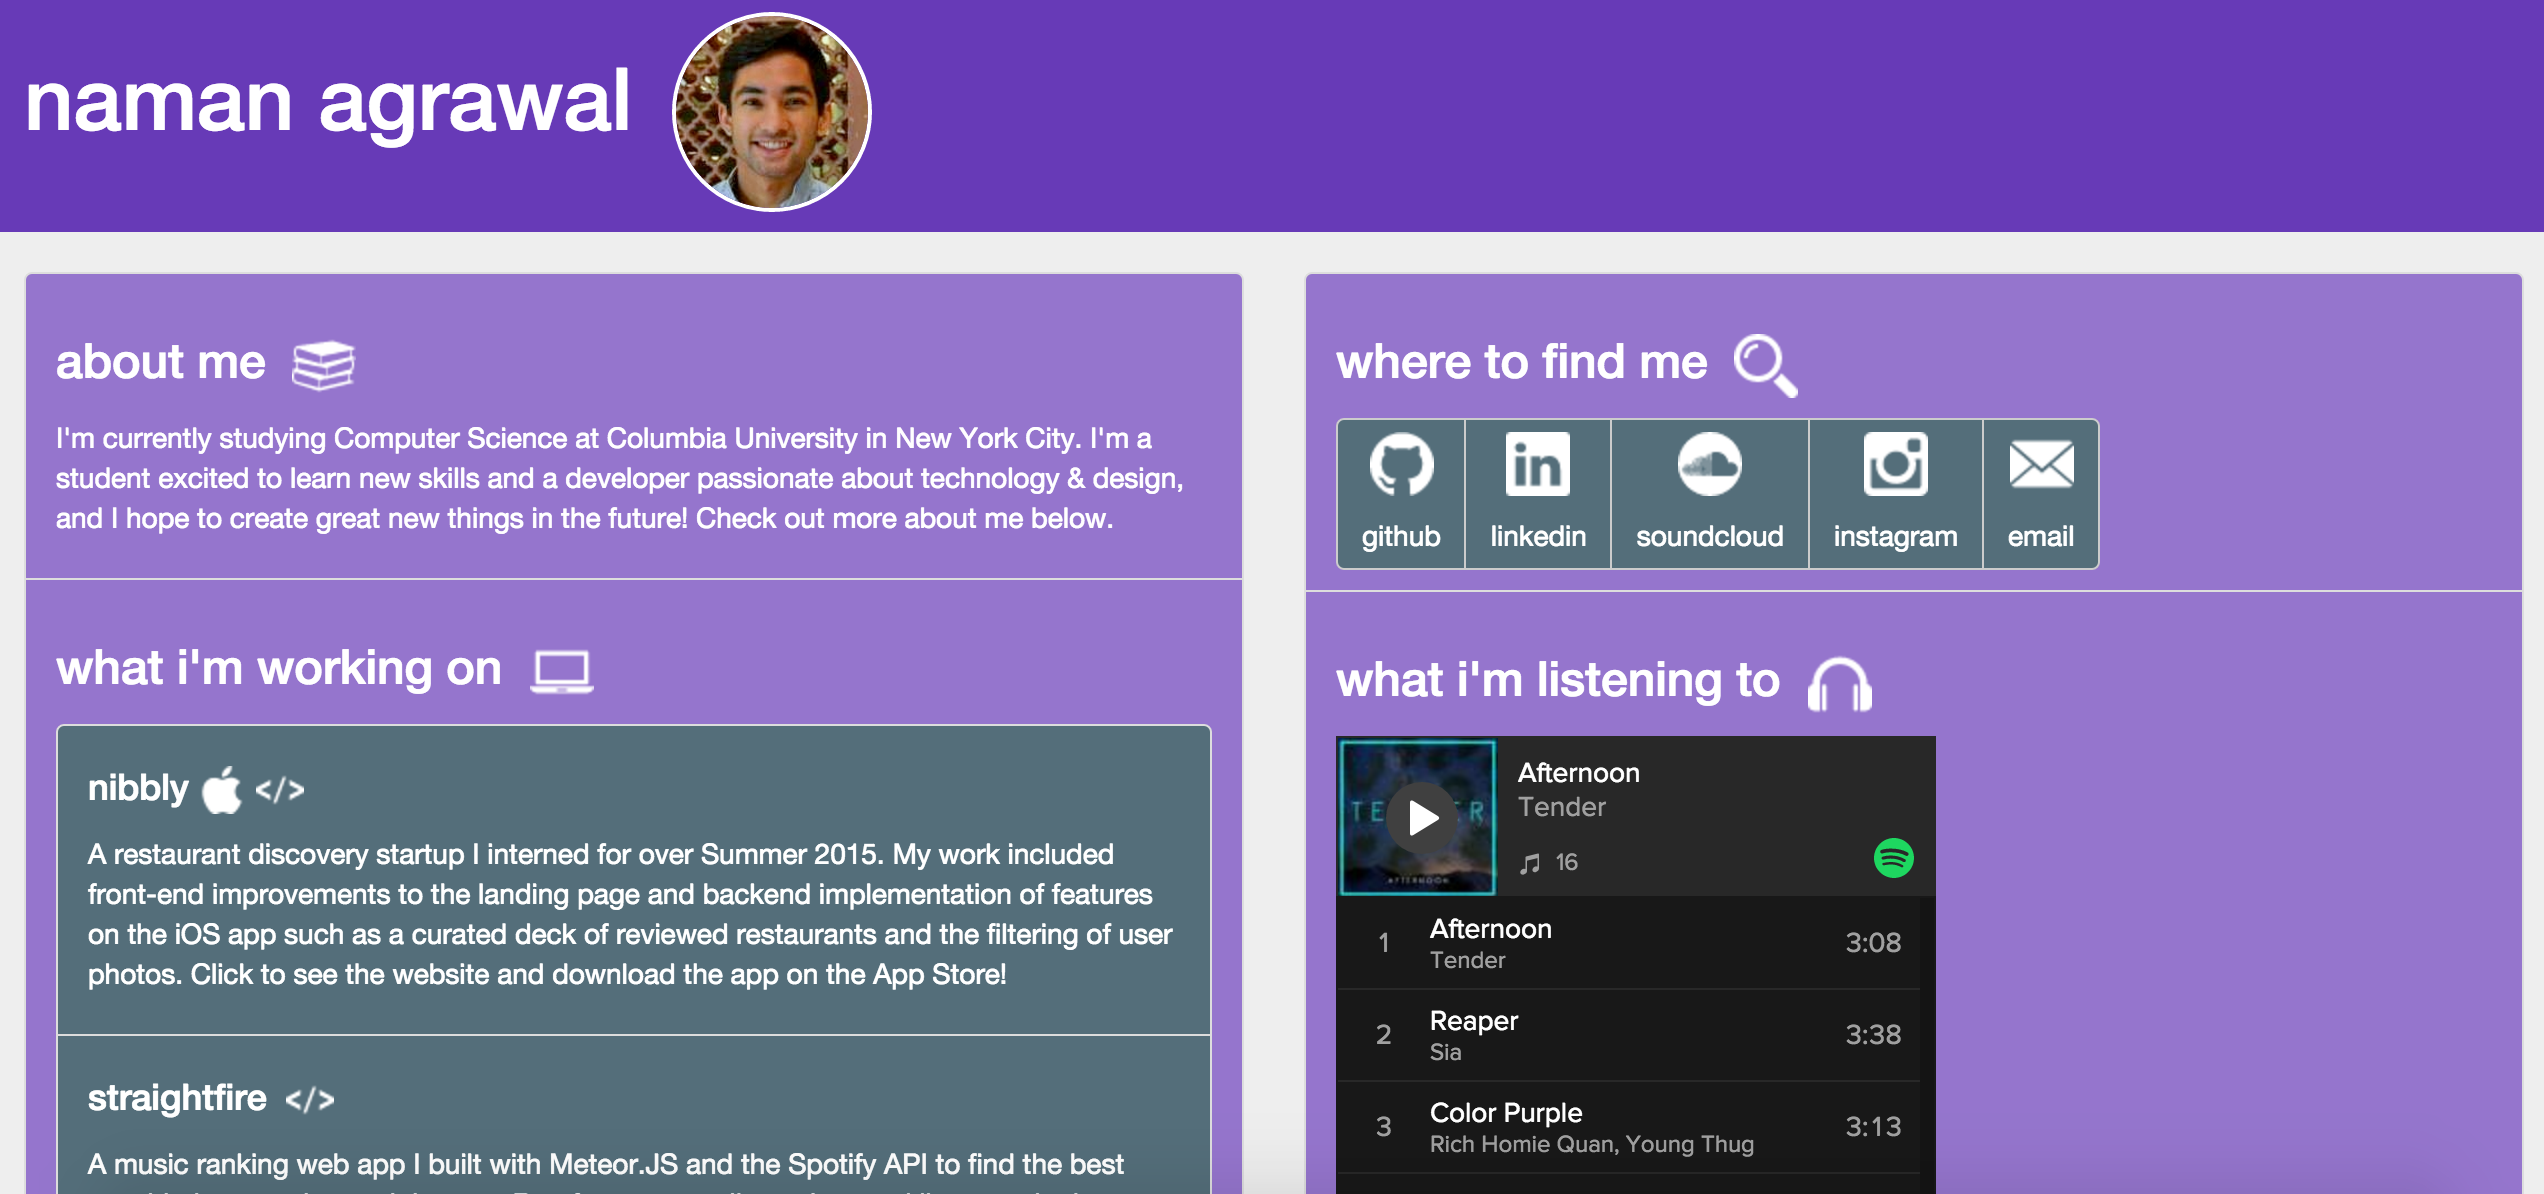 naman agrawal
about me
I'm currently studying Computer Science at Columbia University in New York City. I'm a
student excited to learn new skills and a developer passionate about technology & design,
and I hope to create great new things in the future! Check out more about me below.
what i'm working on
nibbly </>
A restaurant discovery startup I interned for over Summer 2015. My work included
front-end improvements to the landing page and backend implementation of features
on the iOS app such as a curated deck of reviewed restaurants and the filtering of user
photos. Click to see the website and download the app on the App Store!
straightfire </>
A music ranking web app I built with Meteor.JS and the Spotify API to find the best
where to find me
in
github linkedin soundcloud instagram email
what i'm listening to
Afternoon
Tender
16
AFTERNOON
1 Afternoon 3:08
Tender
2 Reaper 3:38
Sia
3 Color Purple 3:13
Rich Homie Quan, Young Thug